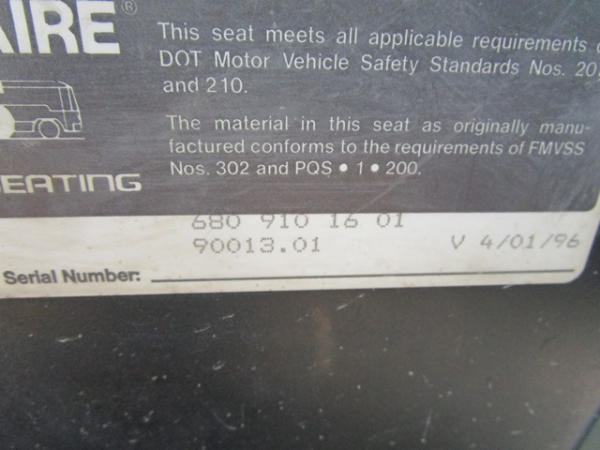 AIRE®
This seat meets all applicable requirements
DOT Motor Vehicle Safety Standards Nos. 20
and 210.
The material in this seat as originally manu-
factured conforms to the requirements of FMVSS
Nos. 302 and PQS • 1 • 200.
EATING
680 910 16 01
90013.01 V 4/01/96
Serial Number: